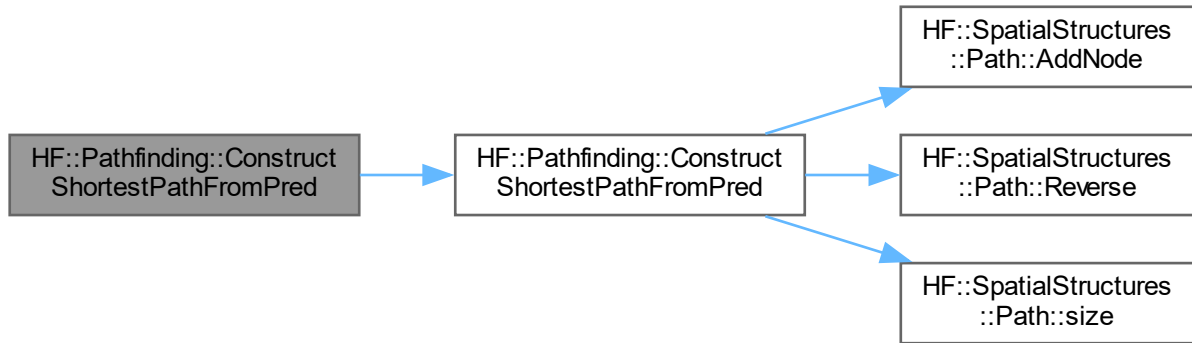 HF::Pathfinding::Construct
ShortestPathFromPred
HF::Pathfinding::Construct
ShortestPathFromPred
HF::SpatialStructures
::Path::AddNode
HF::SpatialStructures
::Path::Reverse
HF::SpatialStructures
::Path::size